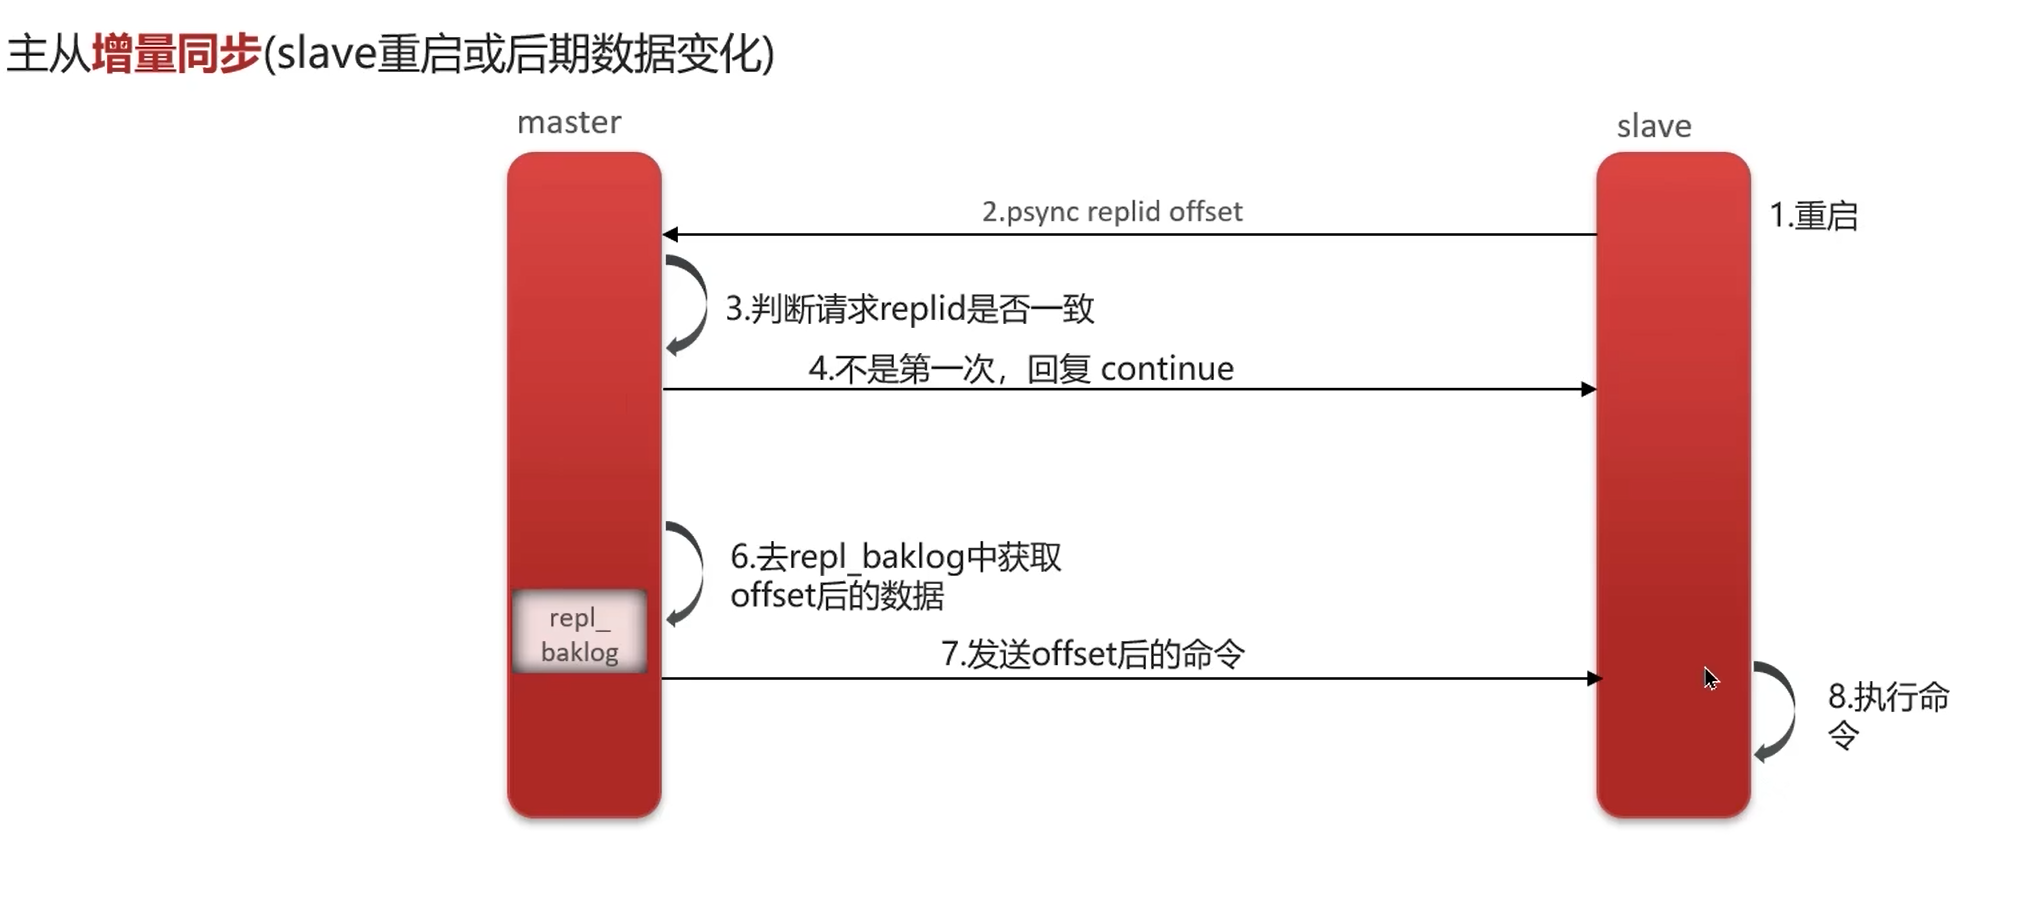 主从增量同步(slave重启或后期数据变化)
master
slave
2.psync replid offset
1.重启
3.判断请求replid是否一致
4.不是第一次，回复 continue
6.去repl_baklog中获取
offset后的数据
repl_
baklog
7.发送offset后的命令
8.执行命
令